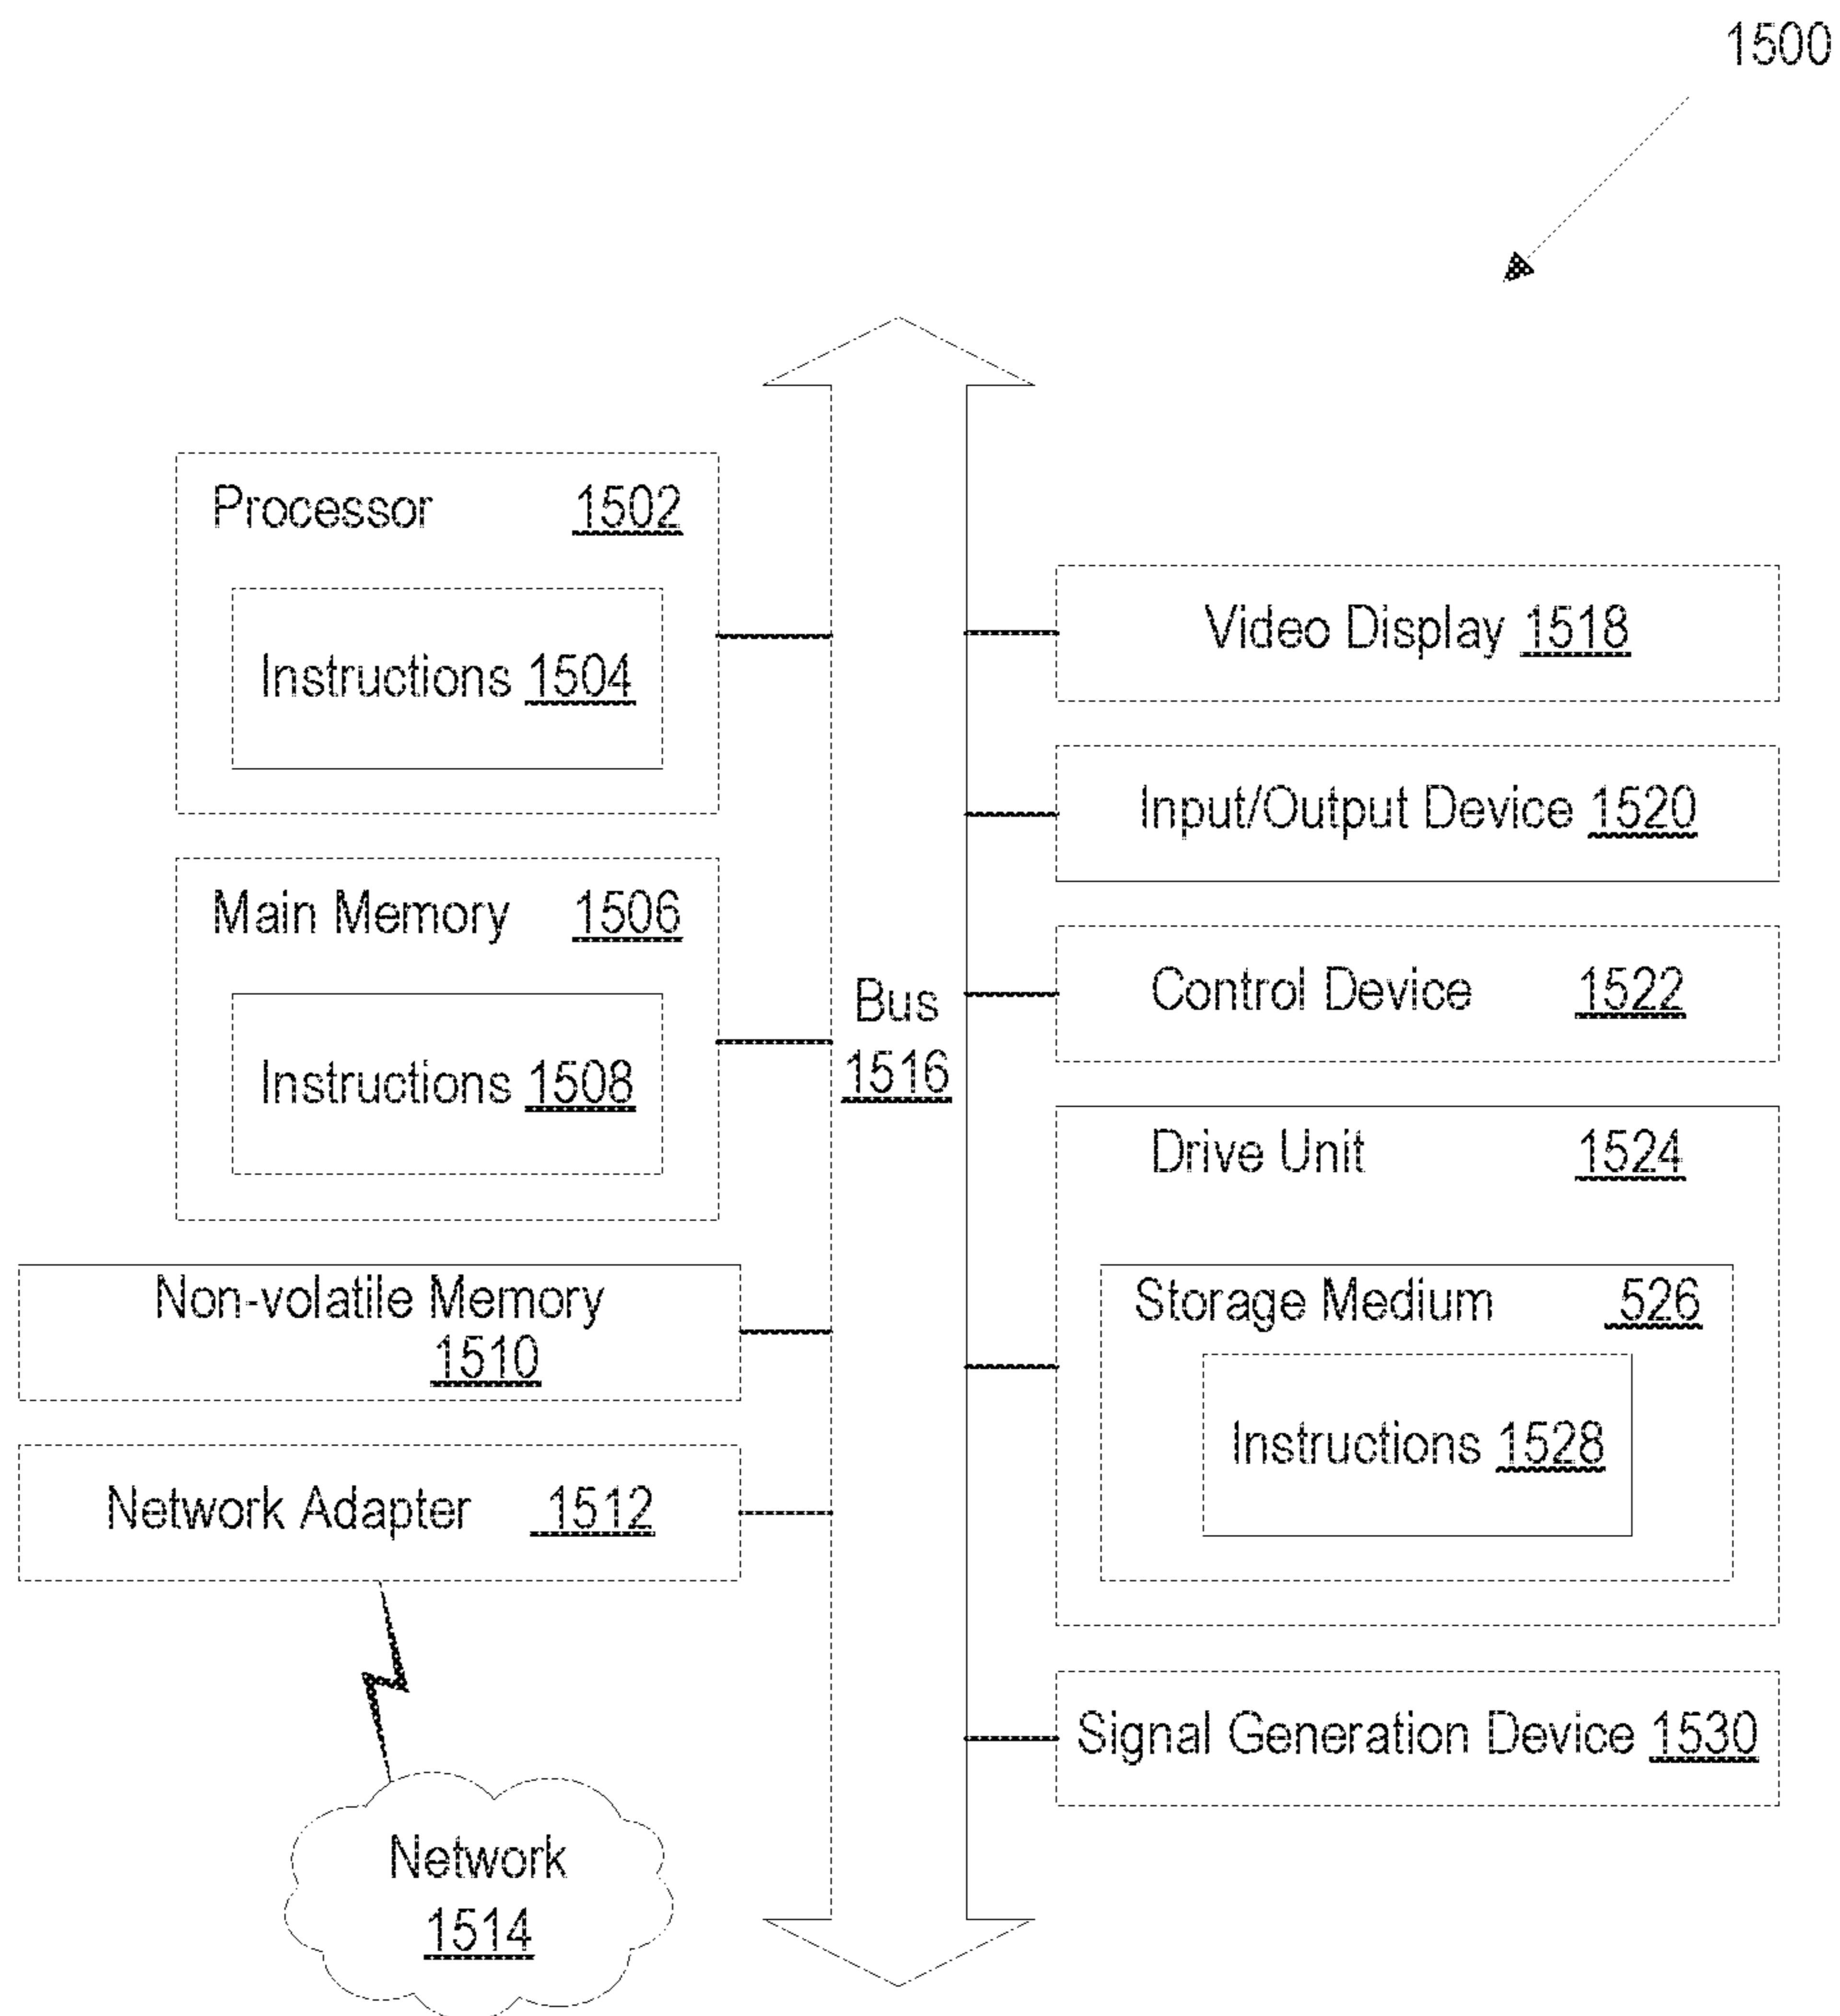 1500
Processor 1502
Instructions 1504
Main Memory 1506
Instructions 1508
Non-volatile Memory
1510
Network Adapter 1512
Network
1514
Bus
1516
Video Display 1518
Input/Output Device 1520
Control Device 1522
Drive Unit 1524
Storage Medium 526
Instructions 1528
Signal Generation Device 1530